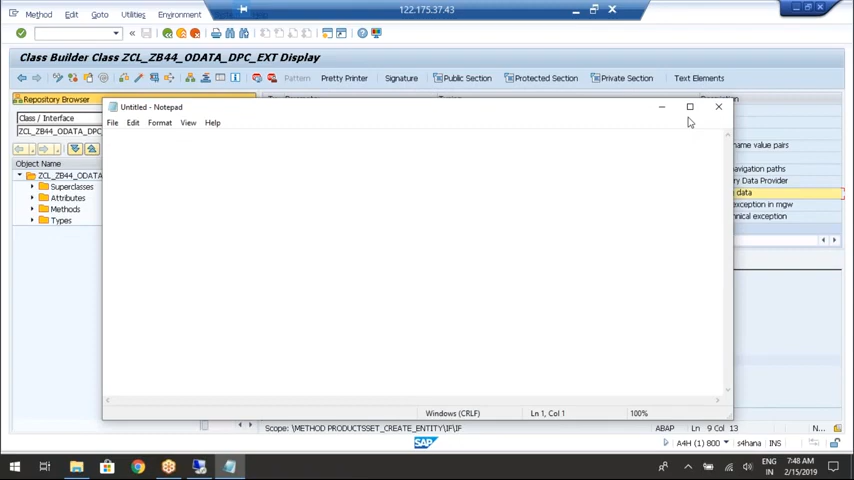 Method Edit Goto Utilities Environment
122.175.37.43
Class Builder Class ZCL_ZB44_ODATA_DPC_EXT Display
Pattern Pretty Printer Signature Public Section Protected Section Private Section Text Elements
Repository Browser
Class / Interface
ZCL_ZB44_ODATA_DPC_
Object Name
ZCL_ZB44_ODATA
Superclasses
Attributes
Methods
Types
Untitled - Notepad
File Edit Format View Help
Windows (CRLF) Ln 1, Col 1 100%
name value pairs
navigation paths
ry Data Provider
data
exception in mgw
hnical exception
Scope: \METHOD PRODUCTSSET_CREATE_ENTITY\IF\IF ABAP Ln 9 Col 13 N...
SAP
A4H (1) 800 s4hana INS
ENG
IN
7:48 AM
2/15/2019